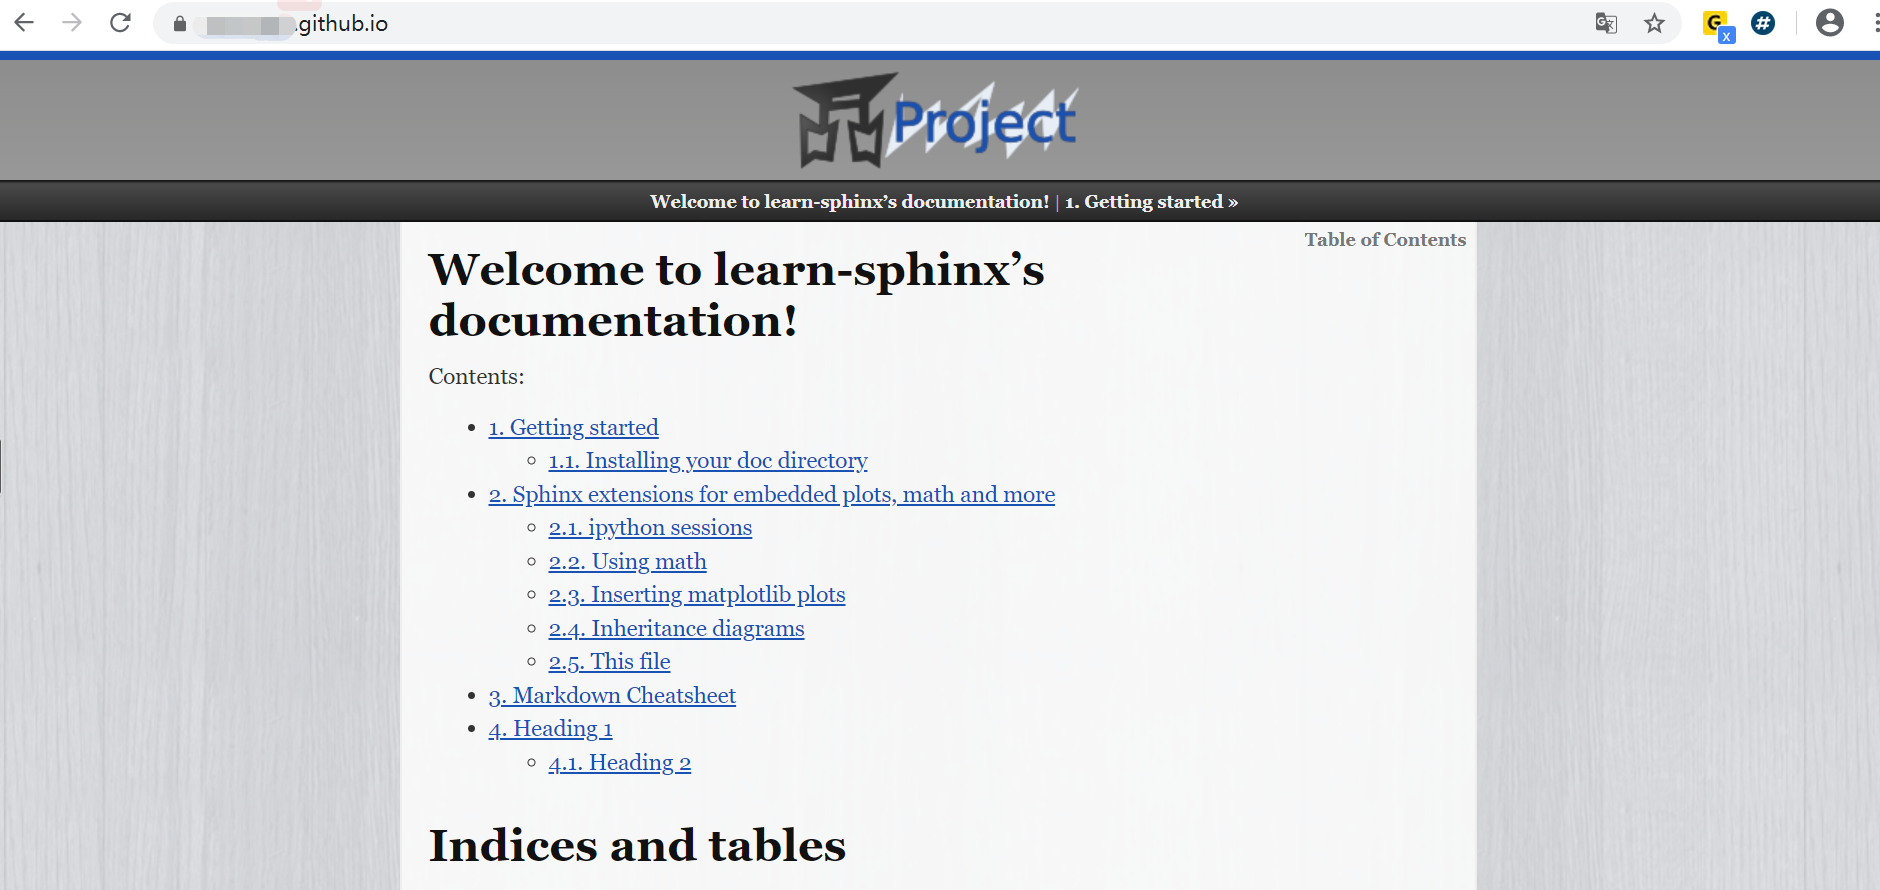 .github.io
G
x
#
Project
Welcome to learn-sphinx’s documentation! | 1. Getting started »
Table of Contents
Welcome to learn-sphinx’s
documentation!
Contents:
1. Getting started
1.1. Installing your doc directory
2. Sphinx extensions for embedded plots, math and more
2.1. ipython sessions
2.2. Using math
2.3. Inserting matplotlib plots
2.4. Inheritance diagrams
2.5. This file
3. Markdown Cheatsheet
4. Heading 1
4.1. Heading 2
Indices and tables